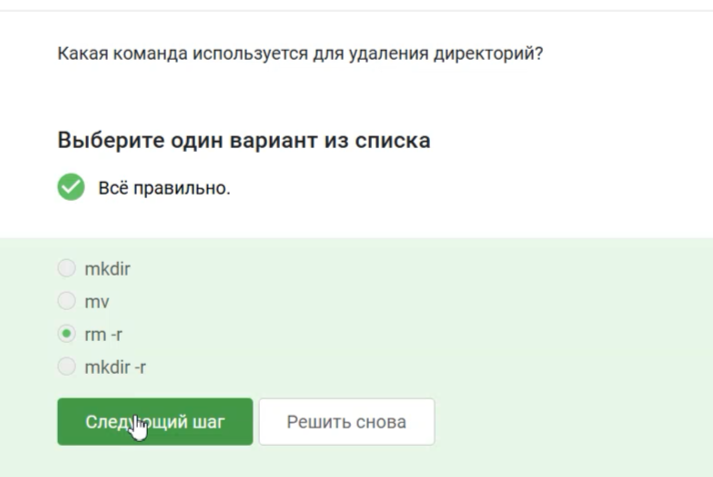 Какая команда используется для удаления директорий?
Выберите один вариант из списка
Всё правильно.
mkdir
mv
rm -r
mkdir -r
Следующий шаг
Решить снова